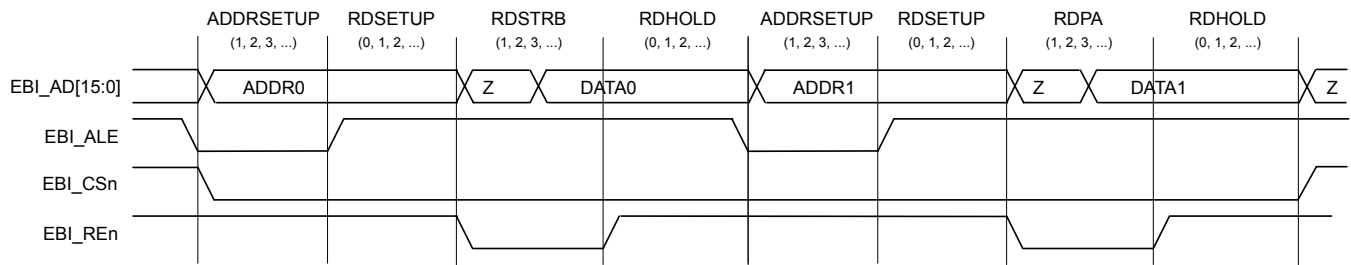 ADDRSETUP RDSETUP RDSTRB RDHOLD ADDRSETUP RDSETUP RDPA RDHOLD
(1, 2, 3, ...) (0, 1, 2, ...) (1, 2, 3, ...) (0, 1, 2, ...) (1, 2, 3, ...) (0, 1, 2, ...) (1, 2, 3, ...) (0, 1, 2, ...)
EBI_AD[15:0] ADDR0 Z DATA0 ADDR1 Z DATA1 Z
EBI_ALE
EBI_CSn
EBI_REn